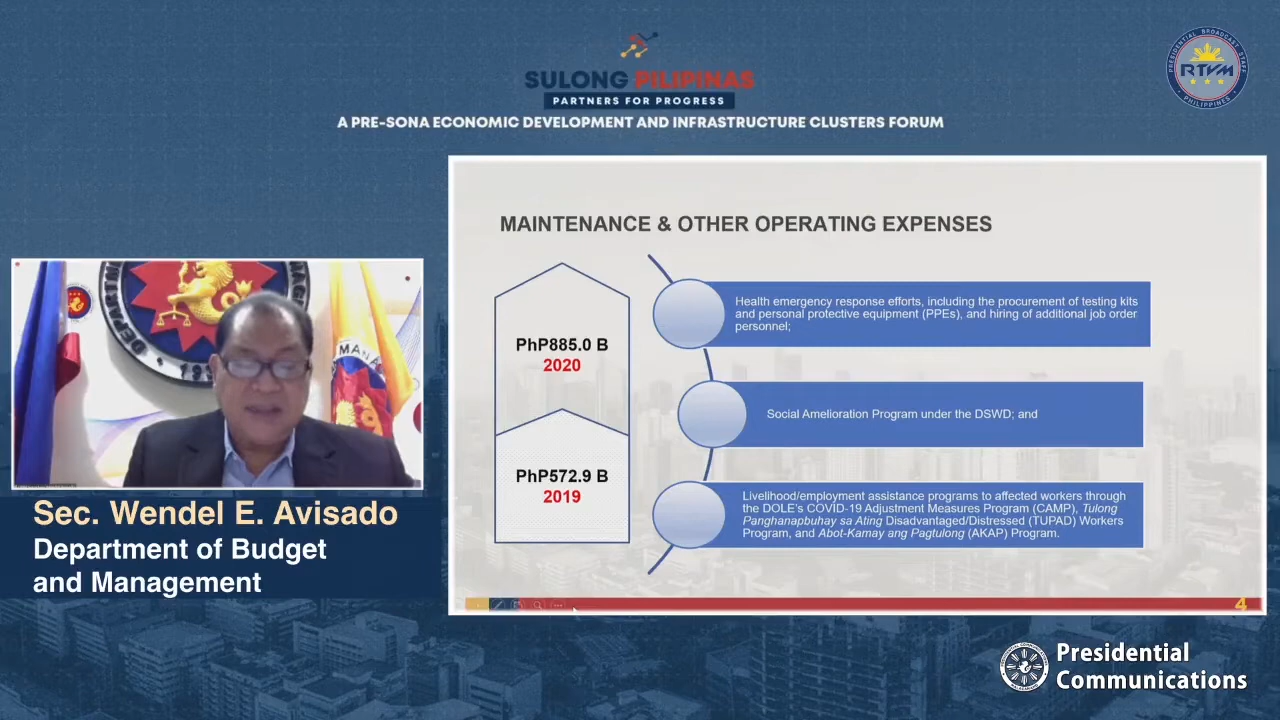 SULONG PILIPINAS
PARTNERS FOR PROGRESS
A PRE-SONA ECONOMIC DEVELOPMENT AND INFRASTRUCTURE CLUSTERS FORUM
PRESIDENTIAL BROADCAST STAFF
RTVM
PHILIPPINES
MAINTENANCE & OTHER OPERATING EXPENSES
PhP885.0 B
2020
PhP572.9 B
2019
Health emergency response efforts, including the procurement of testing kits
and personal protective equipment (PPEs), and hiring of additional job order
personnel;
Social Amelioration Program under the DSWD; and
Livelihood/employment assistance programs to affected workers through
the DOLE's COVID-19 Adjustment Measures Program (CAMP), Tulong
Panghanapbuhay sa Ating Disadvantaged/Distressed (TUPAD) Workers
Program, and Abot-Kamay ang Pagtulong (AKAP) Program.
4
Sec. Wendel E. Avisado
Department of Budget
and Management
Presidential
Communications